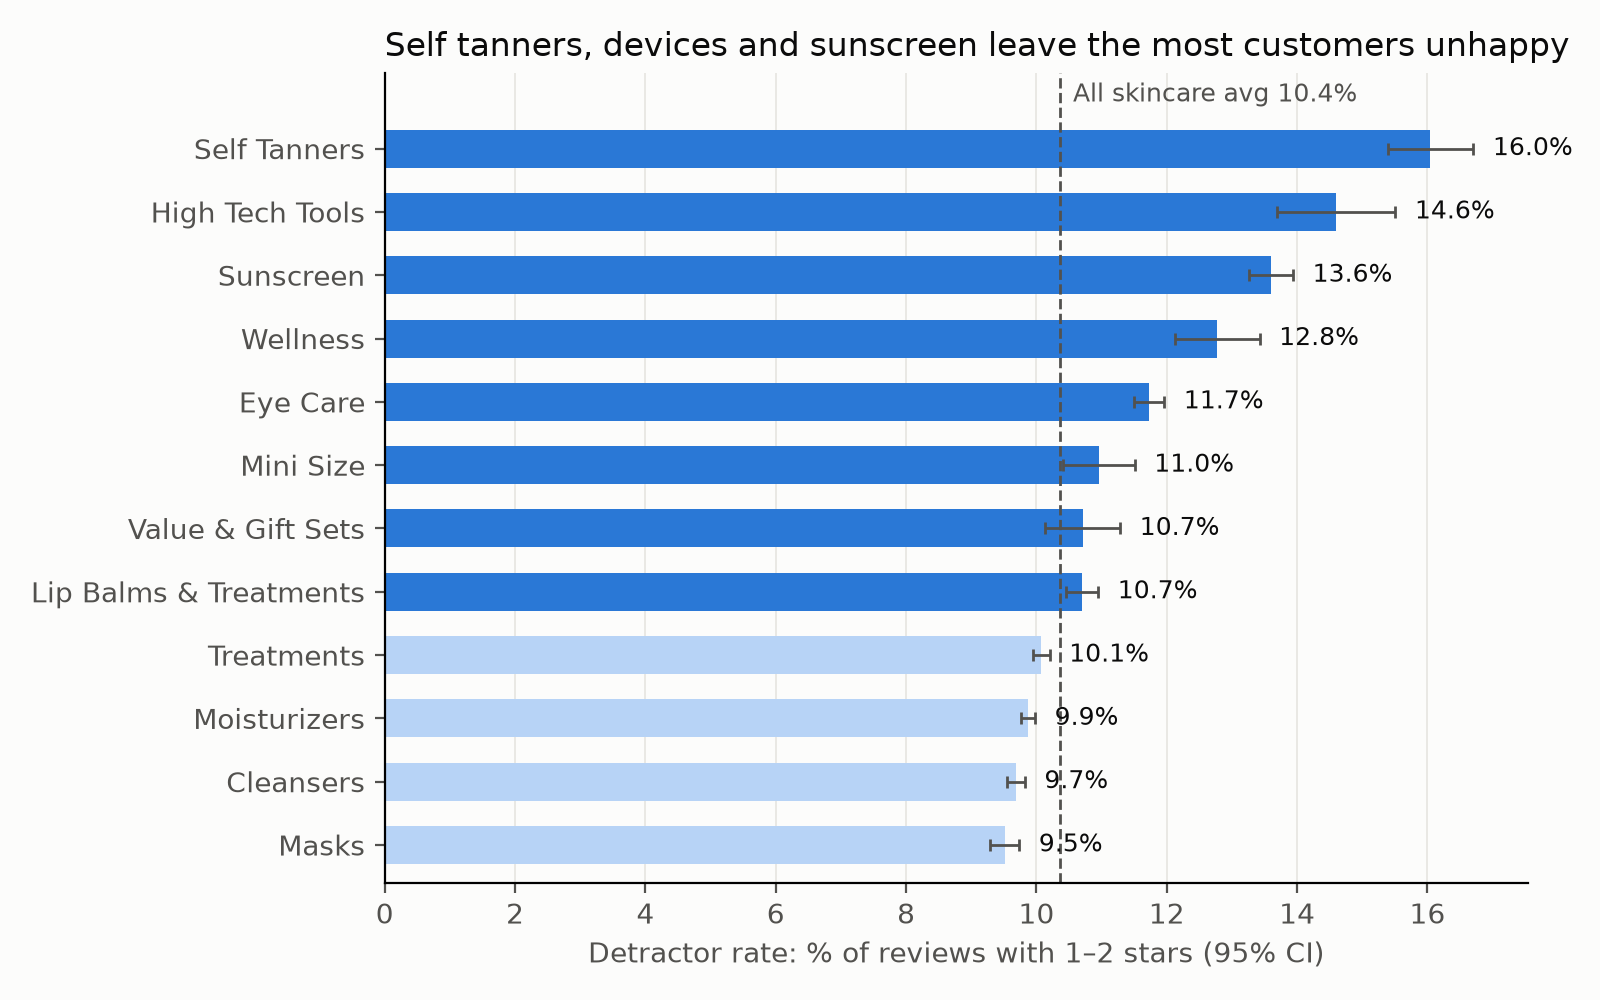 Self tanners, devices and sunscreen leave the most customers unhappy
All skincare avg 10.4%
Self Tanners 16.0%
High Tech Tools 14.6%
Sunscreen 13.6%
Wellness 12.8%
Eye Care 11.7%
Mini Size 11.0%
Value & Gift Sets 10.7%
Lip Balms & Treatments 10.7%
Treatments 10.1%
Moisturizers 9.9%
Cleansers 9.7%
Masks 9.5%
0 2 4 6 8 10 12 14 16
Detractor rate: % of reviews with 1–2 stars (95% CI)